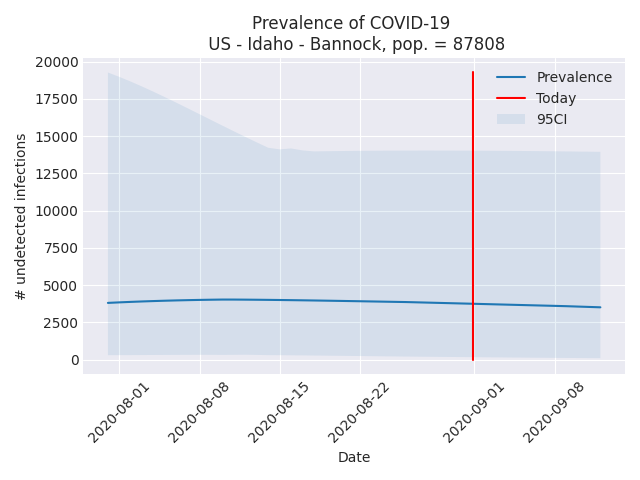 Prevalence of COVID-19
US - Idaho - Bannock, pop. = 87808
20000
17500
15000
12500
10000
7500
5000
2500
0
# undetected infections
Prevalence
Today
95CI
2020-08-01
2020-08-08
2020-08-15
2020-08-22
2020-09-01
2020-09-08
Date